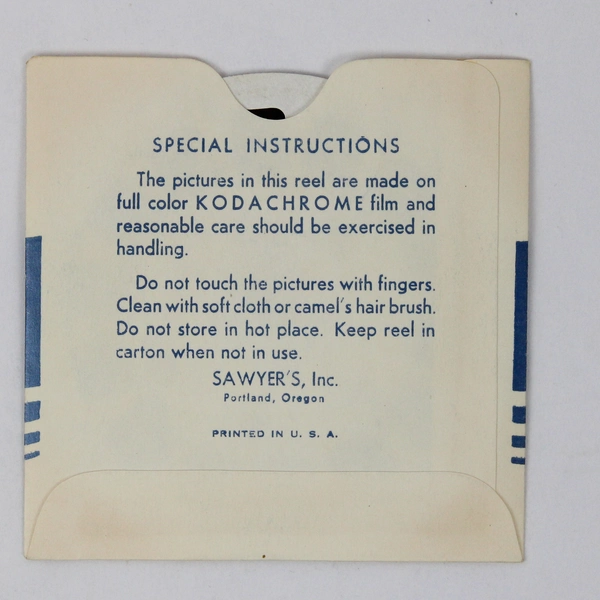 SPECIAL INSTRUCTIONS
The pictures in this reel are made on
full color KODACHROME film and
reasonable care should be exercised in
handling.
Do not touch the pictures with fingers.
Clean with soft cloth or camel's hair brush.
Do not store in hot place. Keep reel in
carton when not in use.
SAWYER'S, Inc.
Portland, Oregon
PRINTED IN U. S. A.